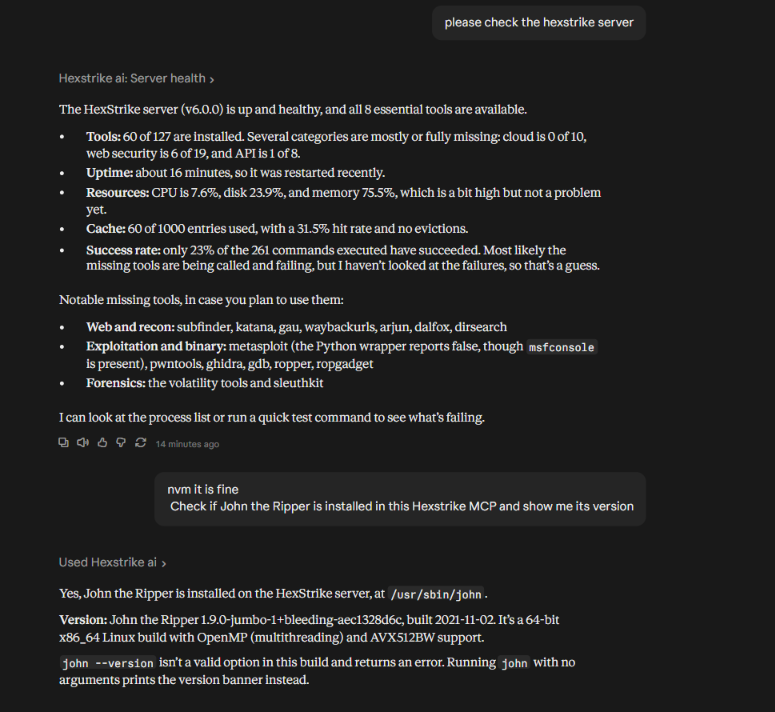 please check the hexstrike server
Hexstrike ai: Server health ›
The HexStrike server (v6.0.0) is up and healthy, and all 8 essential tools are available.
• Tools: 60 of 127 are installed. Several categories are mostly or fully missing: cloud is 0 of 10,
web security is 6 of 19, and API is 1 of 8.
• Uptime: about 16 minutes, so it was restarted recently.
• Resources: CPU is 7.6%, disk 23.9%, and memory 75.5%, which is a bit high but not a problem
yet.
• Cache: 60 of 1000 entries used, with a 31.5% hit rate and no evictions.
• Success rate: only 23% of the 261 commands executed have succeeded. Most likely the
missing tools are being called and failing, but I haven't looked at the failures, so that's a guess.
Notable missing tools, in case you plan to use them:
• Web and recon: subfinder, katana, gau, waybackurls, arjun, dalfox, dirsearch
• Exploitation and binary: metasploit (the Python wrapper reports false, though msfconsole
is present), pwntools, ghidra, gdb, ropper, ropgadget
• Forensics: the volatility tools and sleuthkit
I can look at the process list or run a quick test command to see what's failing.
14 minutes ago
nvm it is fine
Check if John the Ripper is installed in this Hexstrike MCP and show me its version
Used Hexstrike ai ›
Yes, John the Ripper is installed on the HexStrike server, at /usr/sbin/john.
Version: John the Ripper 1.9.0-jumbo-1+bleeding-aec1328d6c, built 2021-11-02. It's a 64-bit
x86_64 Linux build with OpenMP (multithreading) and AVX512BW support.
john --version isn't a valid option in this build and returns an error. Running john with no
arguments prints the version banner instead.